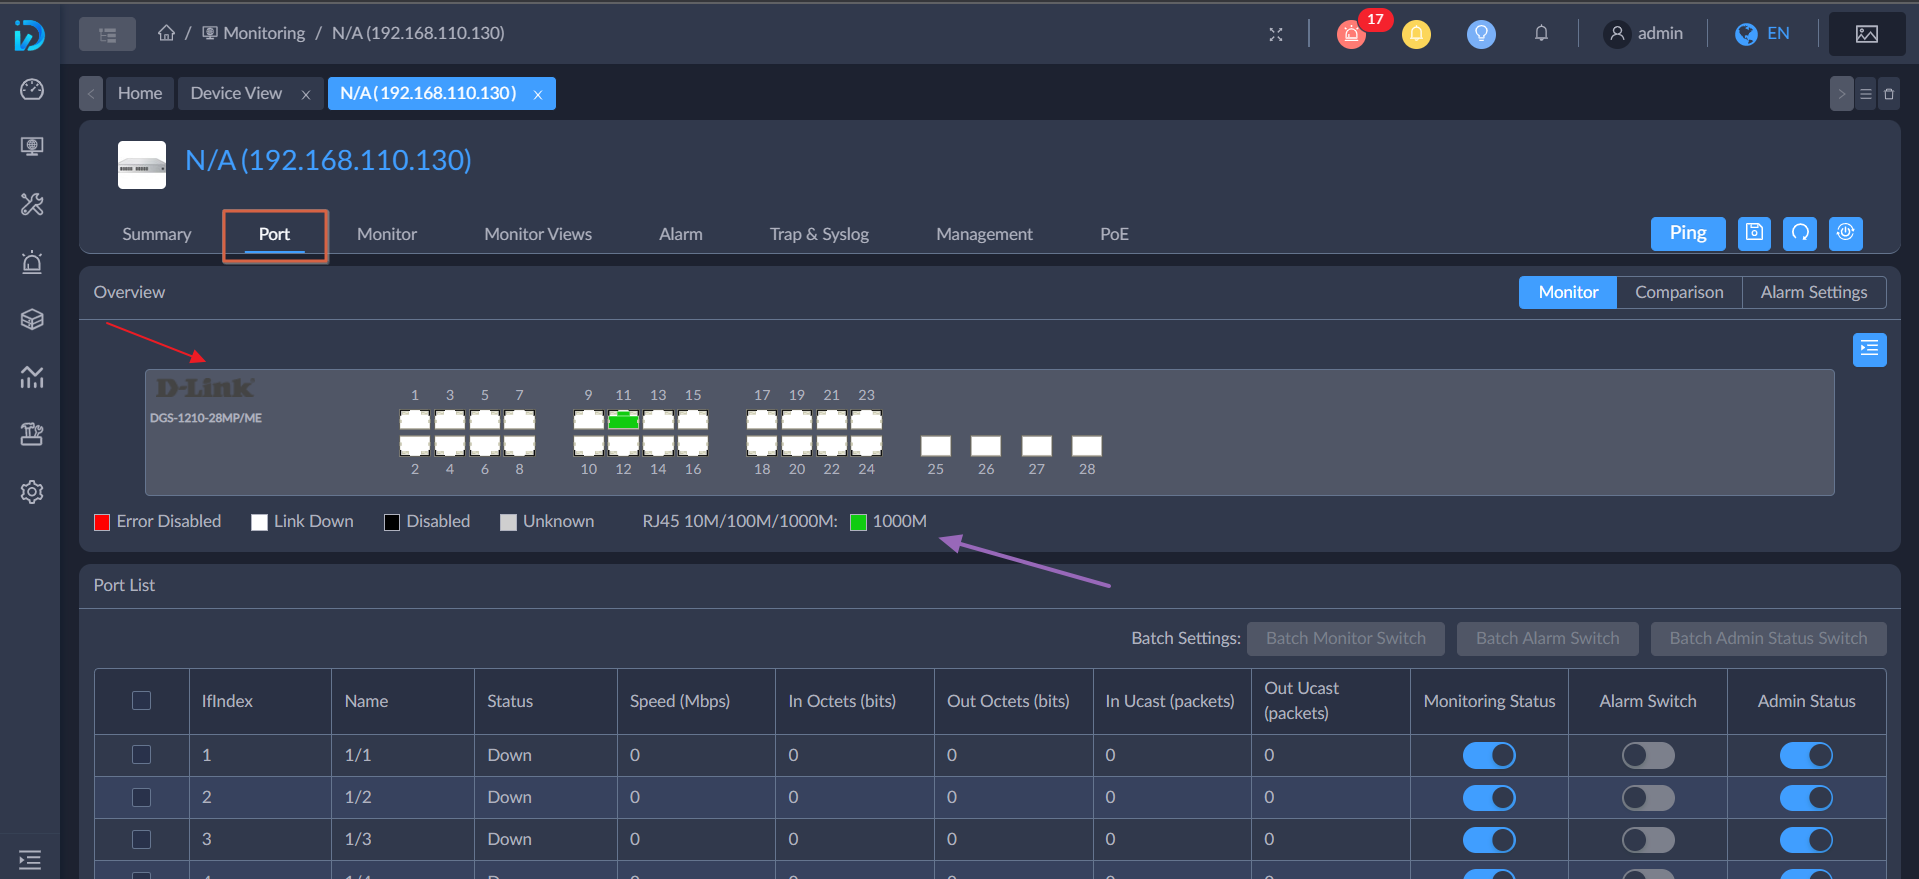 / Monitoring / N/A (192.168.110.130)
17
admin
EN
Home
Device View x
N/A(192.168.110.130) x
N/A (192.168.110.130)
Summary
Port
Monitor
Monitor Views
Alarm
Trap & Syslog
Management
PoE
Ping
Overview
Monitor
Comparison
Alarm Settings
D-Link
DGS-1210-28MP/ME
1 3 5 7 9 11 13 15 17 19 21 23
2 4 6 8 10 12 14 16 18 20 22 24 25 26 27 28
Error Disabled
Link Down
Disabled
Unknown
RJ45 10M/100M/1000M:
1000M
Port List
Batch Settings:
Batch Monitor Switch
Batch Alarm Switch
Batch Admin Status Switch
IfIndex Name Status Speed (Mbps) In Octets (bits) Out Octets (bits) In Ucast (packets) Out Ucast (packets) Monitoring Status Alarm Switch Admin Status
1 1/1 Down 0 0 0 0 0
2 1/2 Down 0 0 0 0 0
3 1/3 Down 0 0 0 0 0